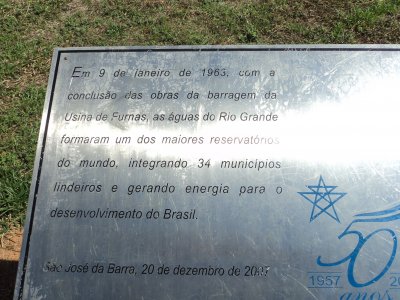 Em 9 de janeiro de 1963, com a
conclusão das obras da barragem da
Usina de Furnas, as águas do Rio Grande
formaram um dos maiores reservatórios
do mundo, integrando 34 municípios
lindeiros e gerando energia para o
desenvolvimento do Brasil.
São José da Barra, 20 de dezembro de 2007
50
1957
anos